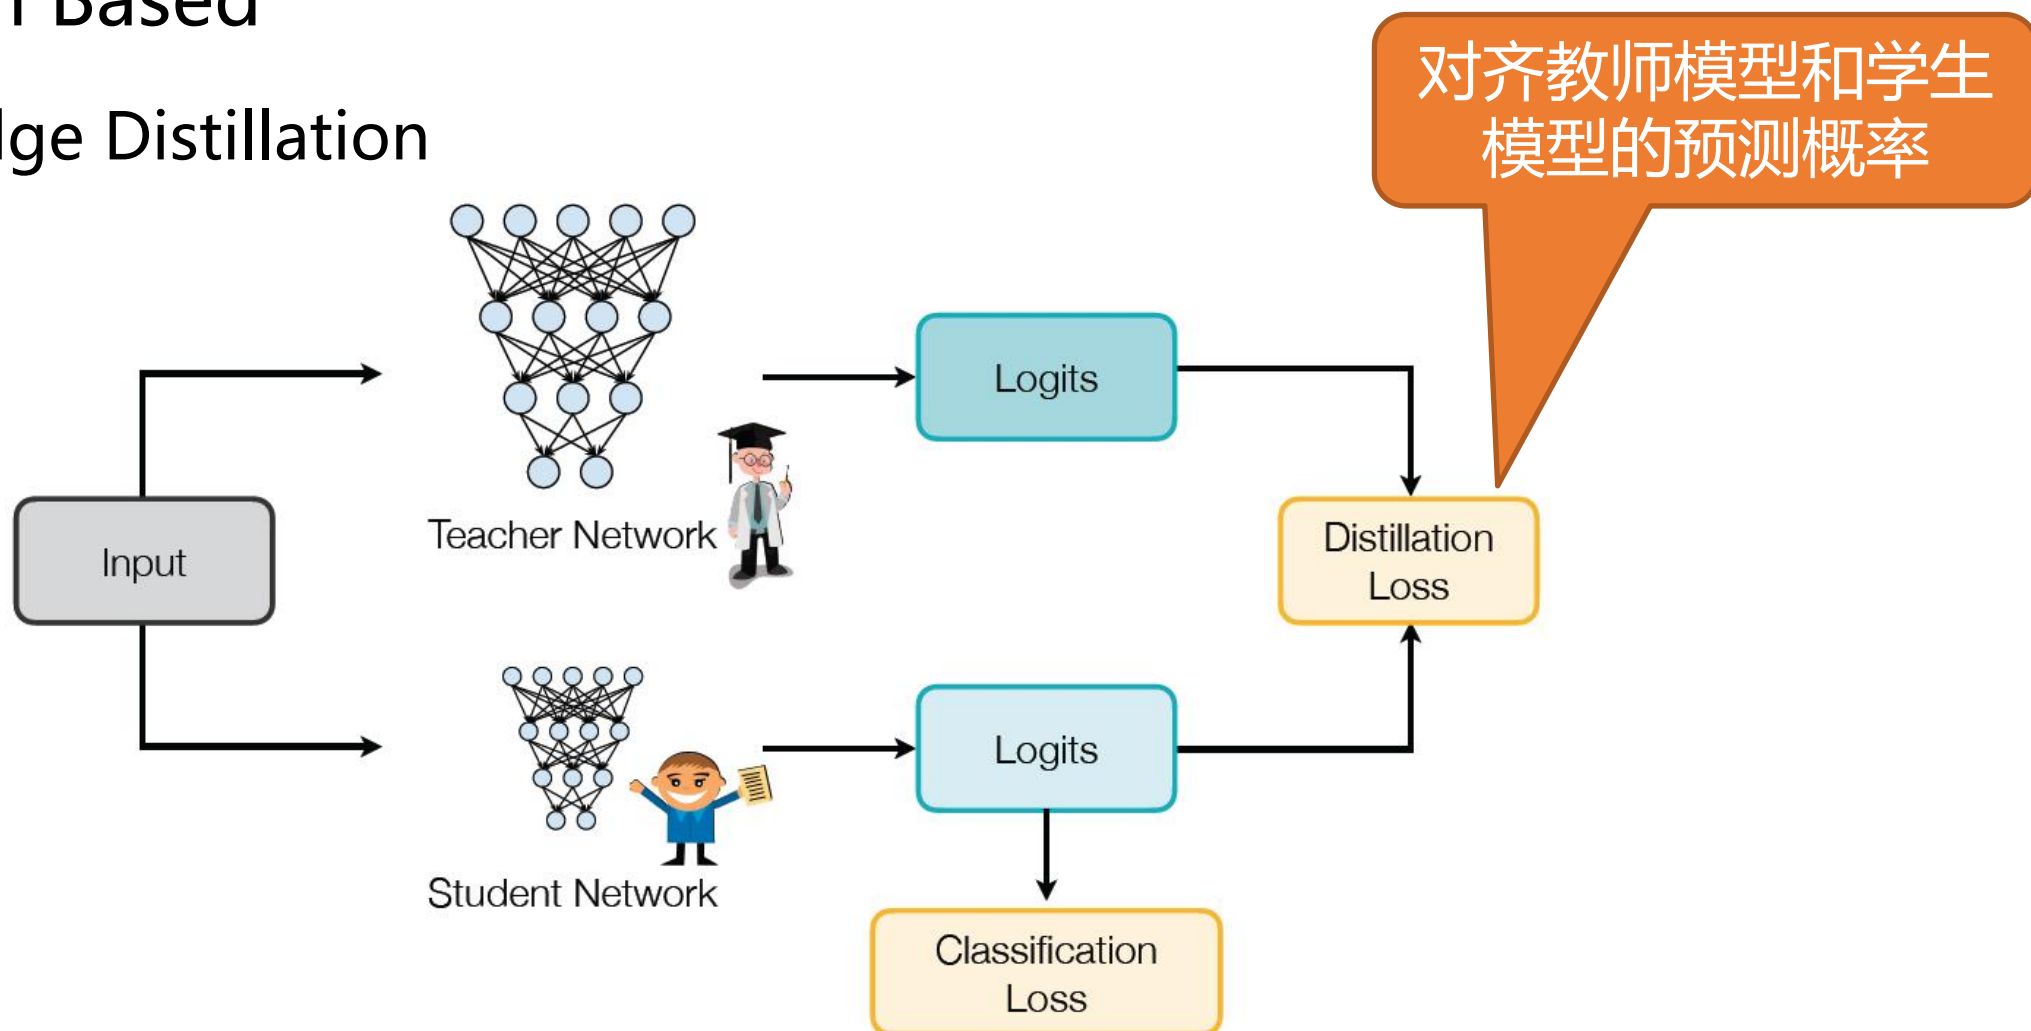 Based
Distillation
对齐教师模型和学生
模型的预测概率
Logits
Teacher Network
Input
Distillation
Loss
Logits
Student Network
Classification
Loss